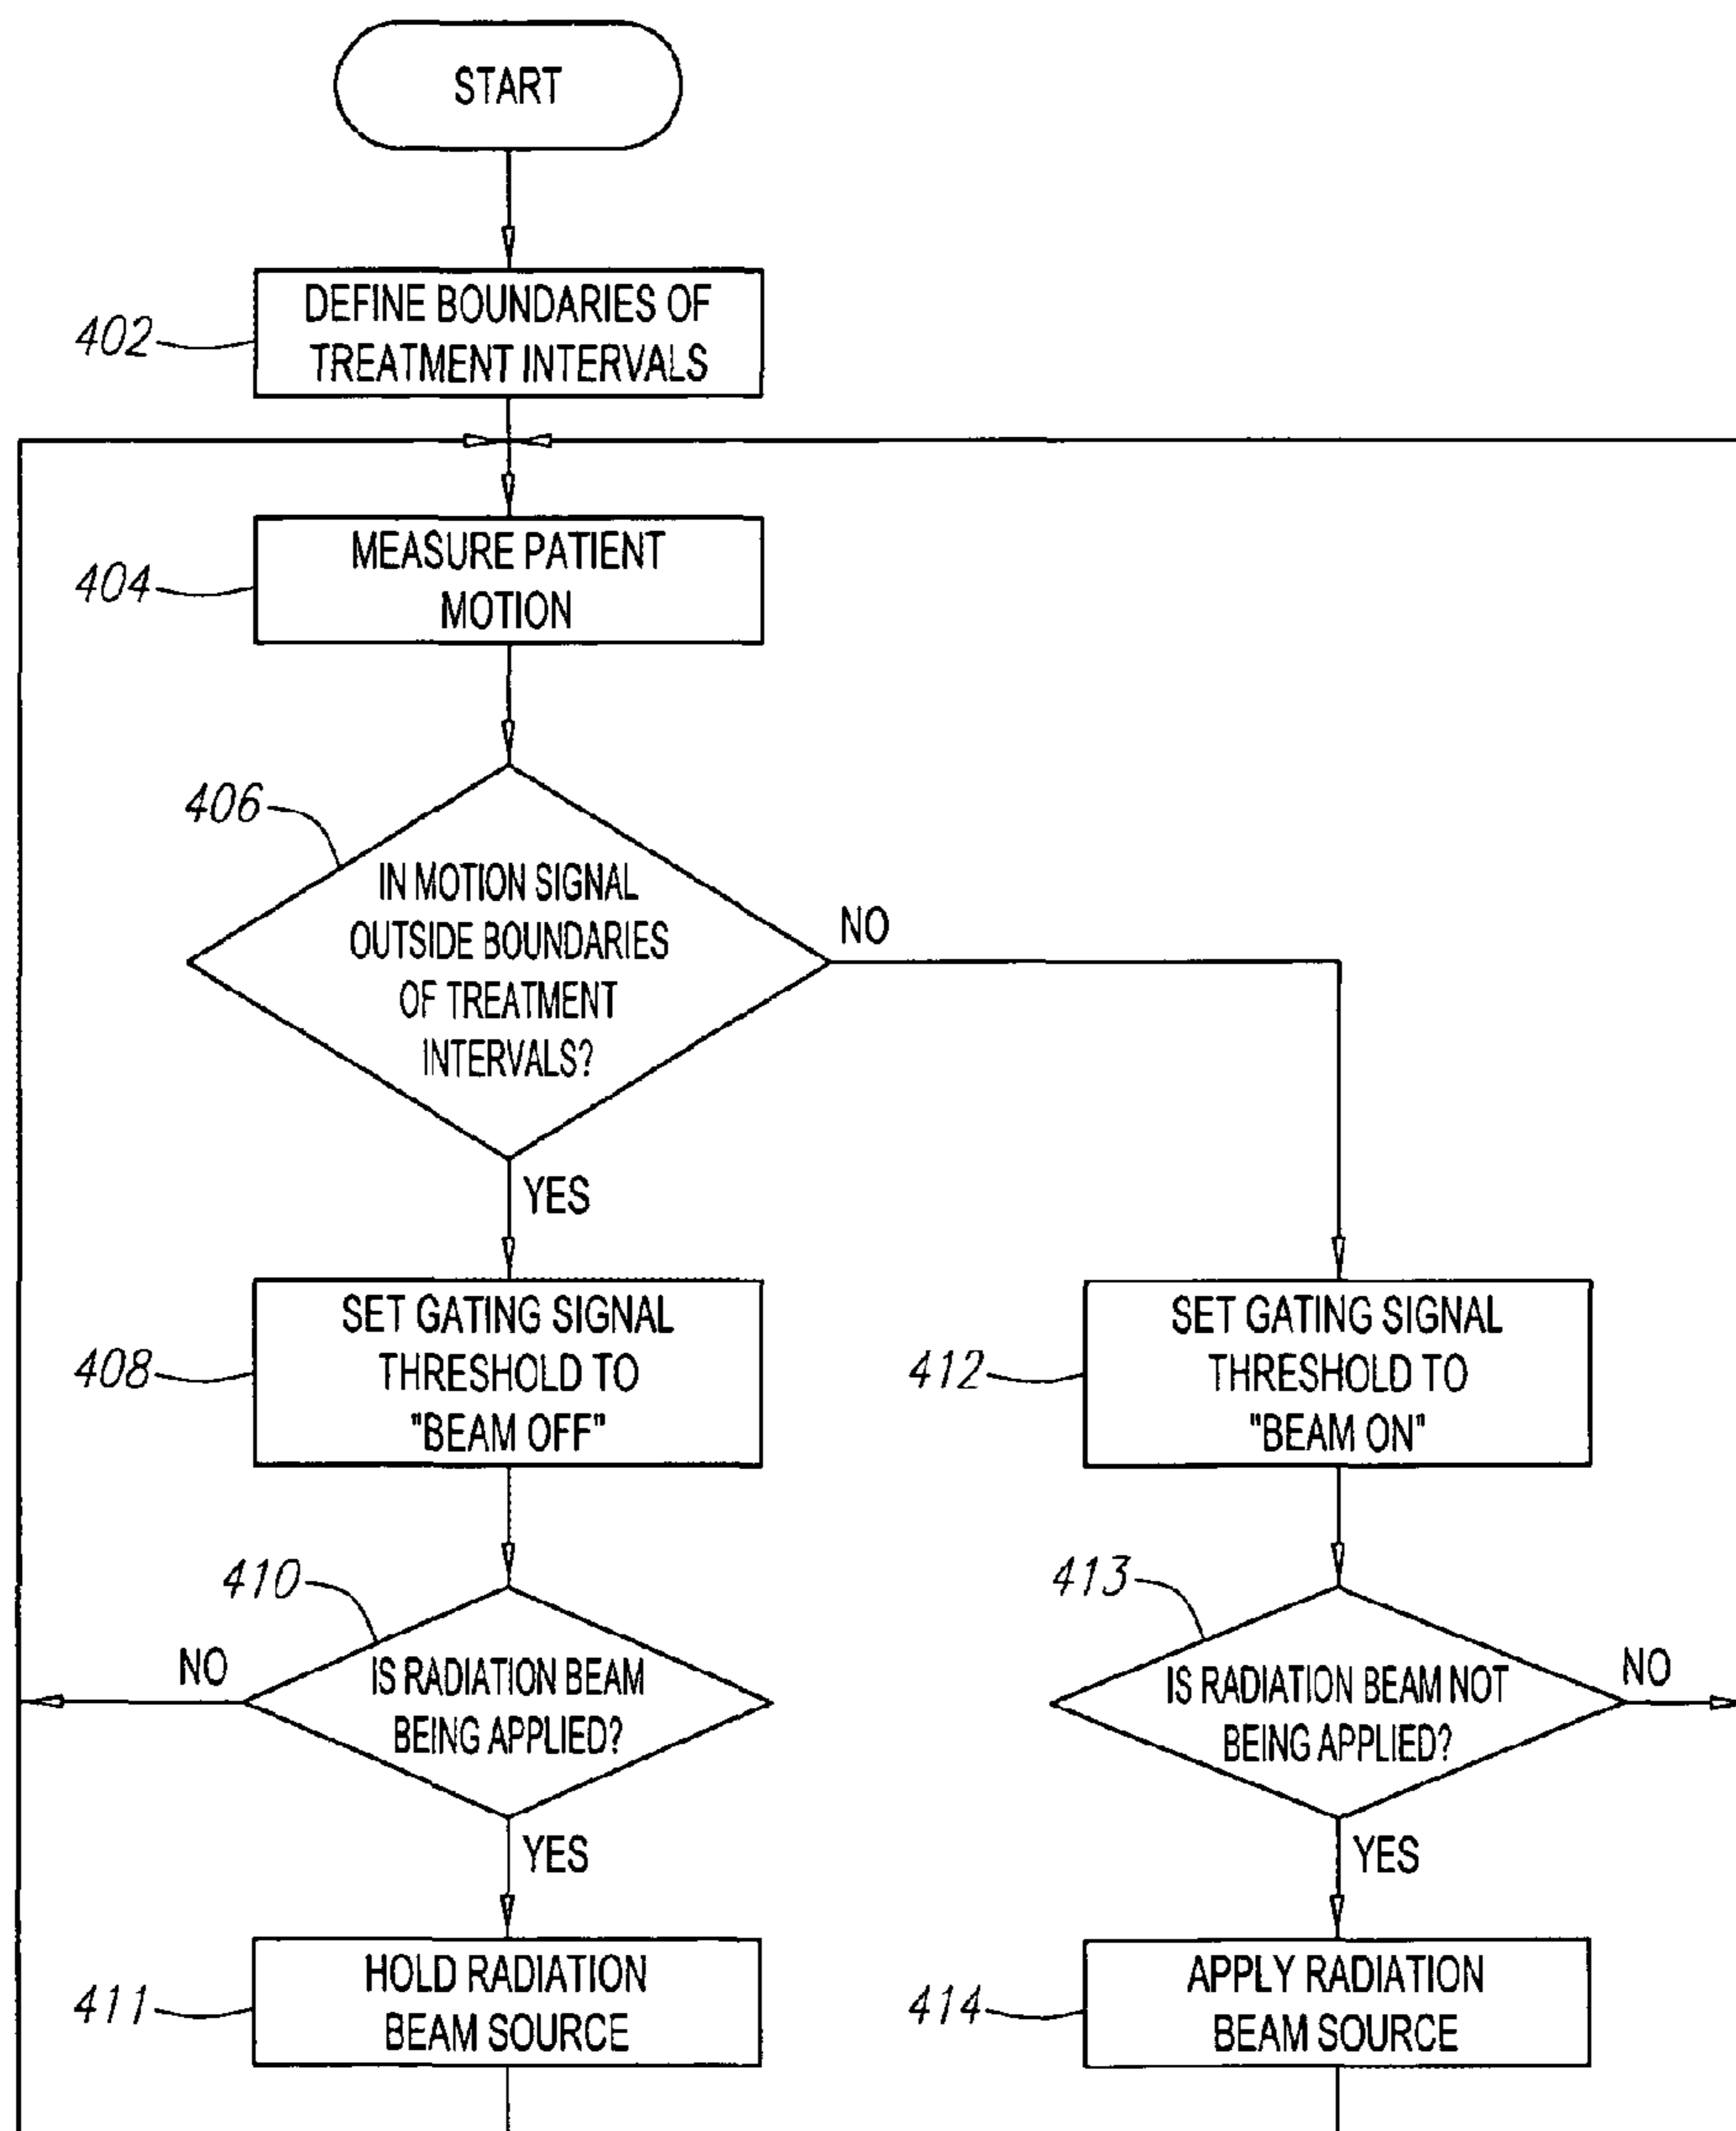 START
402
DEFINE BOUNDARIES OF
TREATMENT INTERVALS
404
MEASURE PATIENT
MOTION
406
IN MOTION SIGNAL
OUTSIDE BOUNDARIES
OF TREATMENT
INTERVALS?
NO
YES
408
SET GATING SIGNAL
THRESHOLD TO
"BEAM OFF"
412
SET GATING SIGNAL
THRESHOLD TO
"BEAM ON"
410
NO
IS RADIATION BEAM
BEING APPLIED?
YES
413
IS RADIATION BEAM NOT
BEING APPLIED?
NO
YES
411
HOLD RADIATION
BEAM SOURCE
414
APPLY RADIATION
BEAM SOURCE